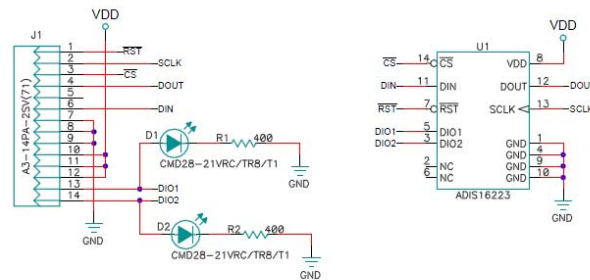 VDD
J1
A3-14PA-2SV(71)
1 RST
2 SCLK
3 CS
4 DOUT
5
6 DIN
7
8
9
10
11
12
13 DIO1
14 DIO2
GND
D1
R1 400
CMD28-21VRC/TR8/T1
GND
D2
R2 400
CMD28-21VRC/TR8/T1
GND
VDD
U1
CS 14 CS
VDD 8
DIN 11 DIN
DOUT 12 DOUT
RST 7 RST
SCLK 13 SCLK
DIO1 5 DIO1
DIO2 3 DIO2
GND 1
GND 4
2 NC
GND 9
6 NC
GND 10
ADIS16223
GND